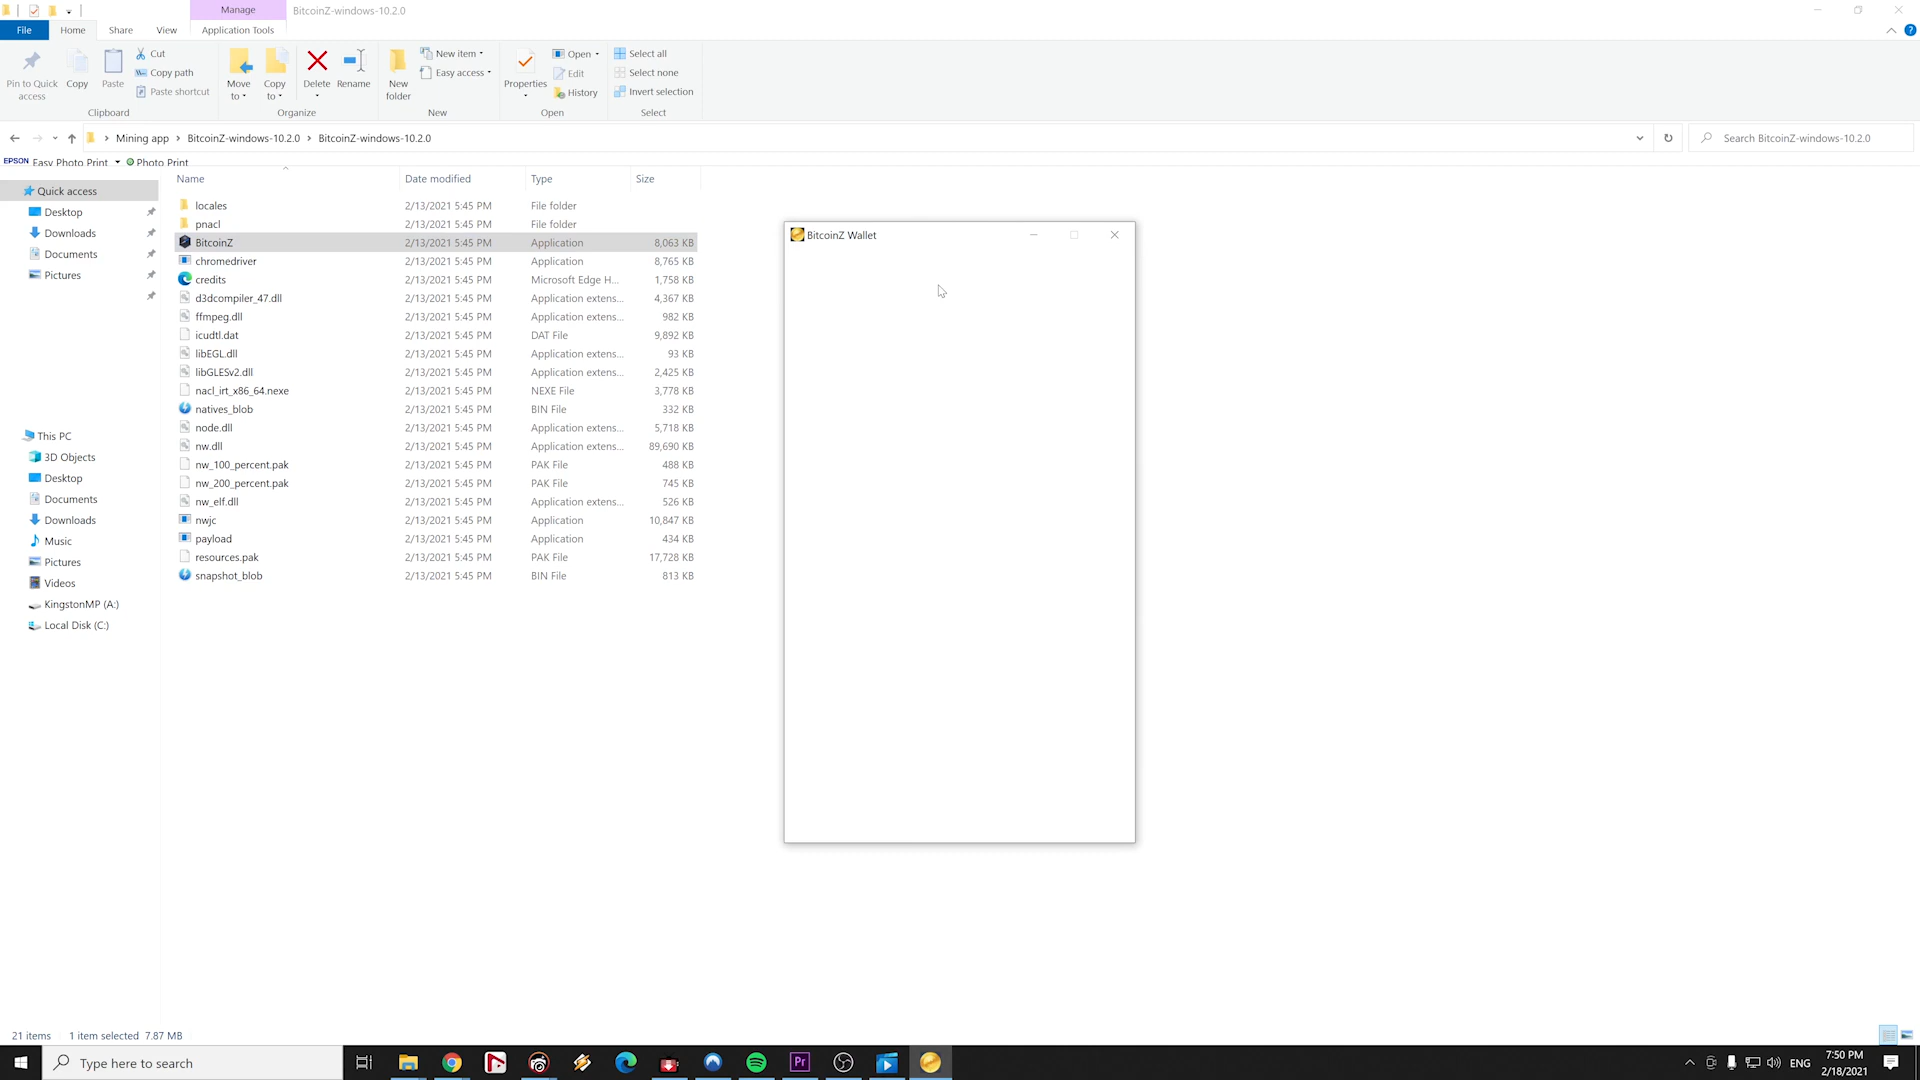 Manage
BitcoinZ-windows-10.2.0
File
Home
Share
View
Application Tools
Pin to Quick access
Copy
Paste
Cut
Copy path
Paste shortcut
Clipboard
Move to
Copy to
Delete
Rename
Organize
New folder
New item
Easy access
New
Properties
Open
Edit
History
Open
Select all
Select none
Invert selection
Select
Mining app › BitcoinZ-windows-10.2.0 › BitcoinZ-windows-10.2.0
Search BitcoinZ-windows-10.2.0
EPSON Easy Photo Print Photo Print
Quick access
Desktop
Downloads
Documents
Pictures
This PC
3D Objects
Desktop
Documents
Downloads
Music
Pictures
Videos
KingstonMP (A:)
Local Disk (C:)
Name Date modified Type Size
locales 2/13/2021 5:45 PM File folder
pnacl 2/13/2021 5:45 PM File folder
BitcoinZ 2/13/2021 5:45 PM Application 8,063 KB
chromedriver 2/13/2021 5:45 PM Application 8,765 KB
credits 2/13/2021 5:45 PM Microsoft Edge H... 1,758 KB
d3dcompiler_47.dll 2/13/2021 5:45 PM Application extens... 4,367 KB
ffmpeg.dll 2/13/2021 5:45 PM Application extens... 982 KB
icudtl.dat 2/13/2021 5:45 PM DAT File 9,892 KB
libEGL.dll 2/13/2021 5:45 PM Application extens... 93 KB
libGLESv2.dll 2/13/2021 5:45 PM Application extens... 2,425 KB
nacl_irt_x86_64.nexe 2/13/2021 5:45 PM NEXE File 3,778 KB
natives_blob 2/13/2021 5:45 PM BIN File 332 KB
node.dll 2/13/2021 5:45 PM Application extens... 5,718 KB
nw.dll 2/13/2021 5:45 PM Application extens... 89,690 KB
nw_100_percent.pak 2/13/2021 5:45 PM PAK File 488 KB
nw_200_percent.pak 2/13/2021 5:45 PM PAK File 745 KB
nw_elf.dll 2/13/2021 5:45 PM Application extens... 526 KB
nwjc 2/13/2021 5:45 PM Application 10,847 KB
payload 2/13/2021 5:45 PM Application 434 KB
resources.pak 2/13/2021 5:45 PM PAK File 17,728 KB
snapshot_blob 2/13/2021 5:45 PM BIN File 813 KB
BitcoinZ Wallet
21 items 1 item selected 7.87 MB
Type here to search
Pr
ENG
7:50 PM
2/18/2021